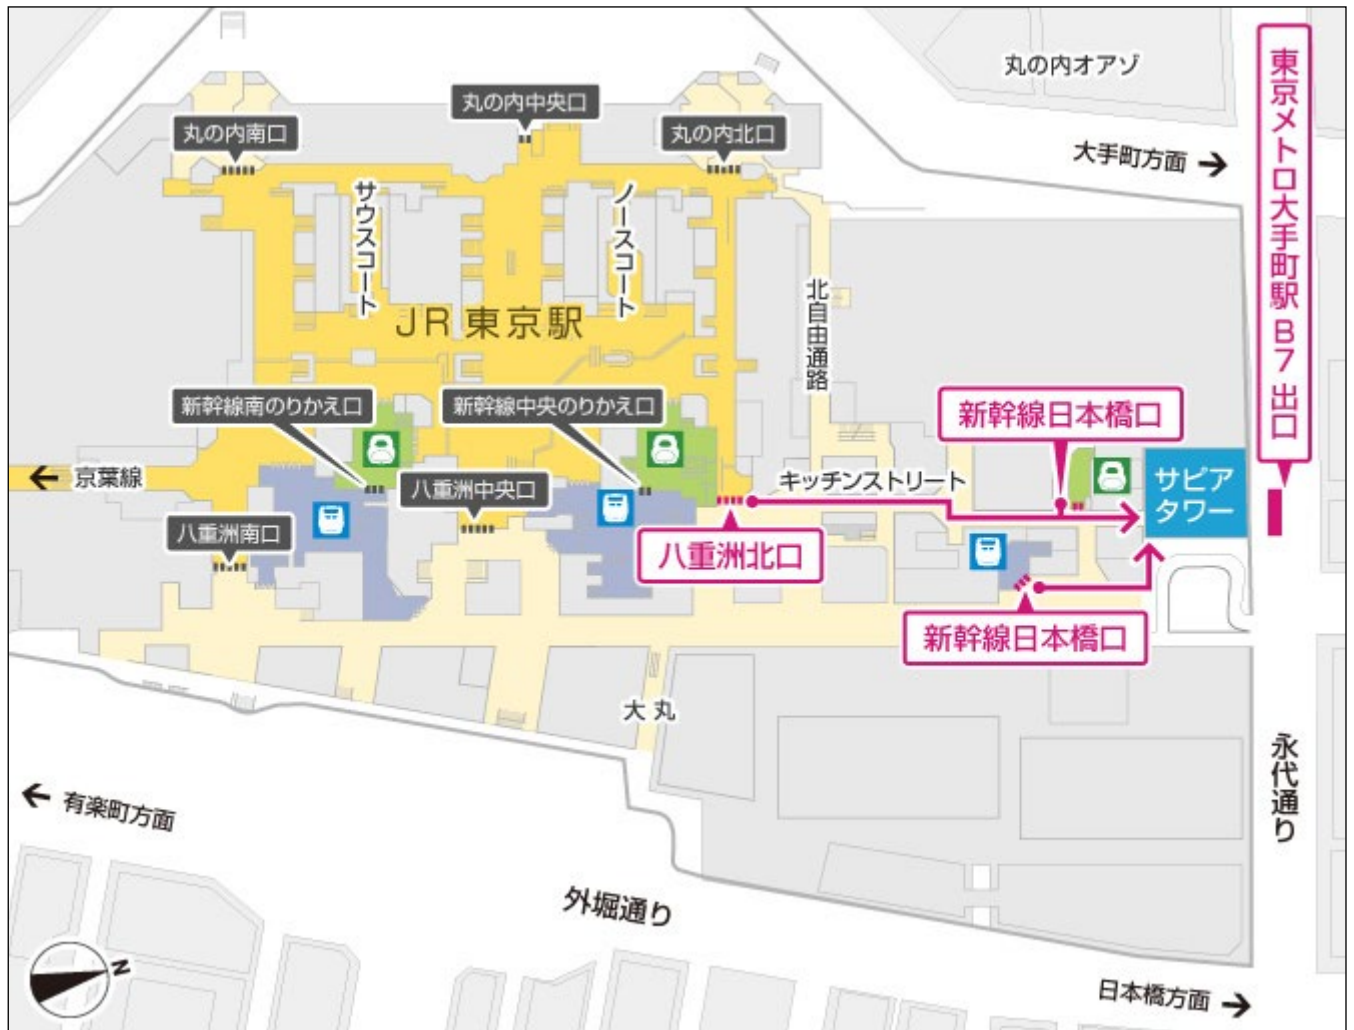 丸の内オアゾ
東京メトロ大手町駅 B7 出口
丸の内中央口
丸の内南口
丸の内北口
大手町方面
サウスコート
ノースコート
JR 東京駅
北自由通路
新幹線南のりかえ口
新幹線中央のりかえ口
新幹線日本橋口
京葉線
八重洲中央口
キッチンストリート
サピア
タワー
八重洲南口
八重洲北口
新幹線日本橋口
大丸
永代通り
有楽町方面
外堀通り
日本橋方面
N